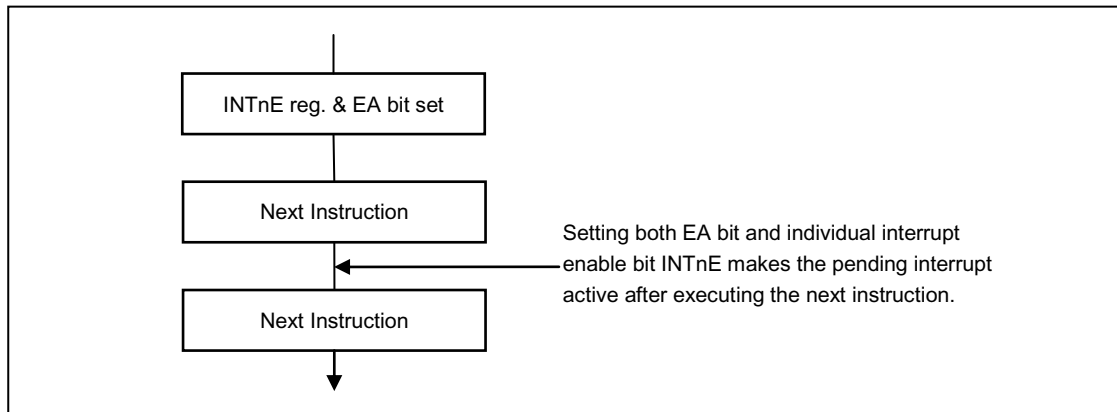 INTnE reg. & EA bit set
Next Instruction
Setting both EA bit and individual interrupt
enable bit INTnE makes the pending interrupt
active after executing the next instruction.
Next Instruction